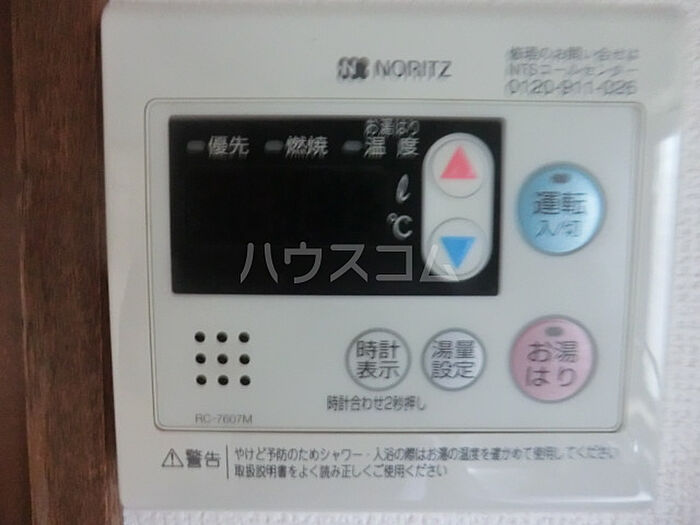 NORITZ
修理のお問い合せは
NTSコールセンター
0120-911-026
優先 燃焼 お湯はり温度
ℓ
℃
ハウスコム
運転
入/切
時計
表示
湯量
設定
お湯
はり
時計合わせ2秒押し
RC-7607M
⚠警告
やけど予防のためシャワー・入浴の際はお湯の温度を確かめて使用してください
取扱説明書をよく読み正しくご使用ください